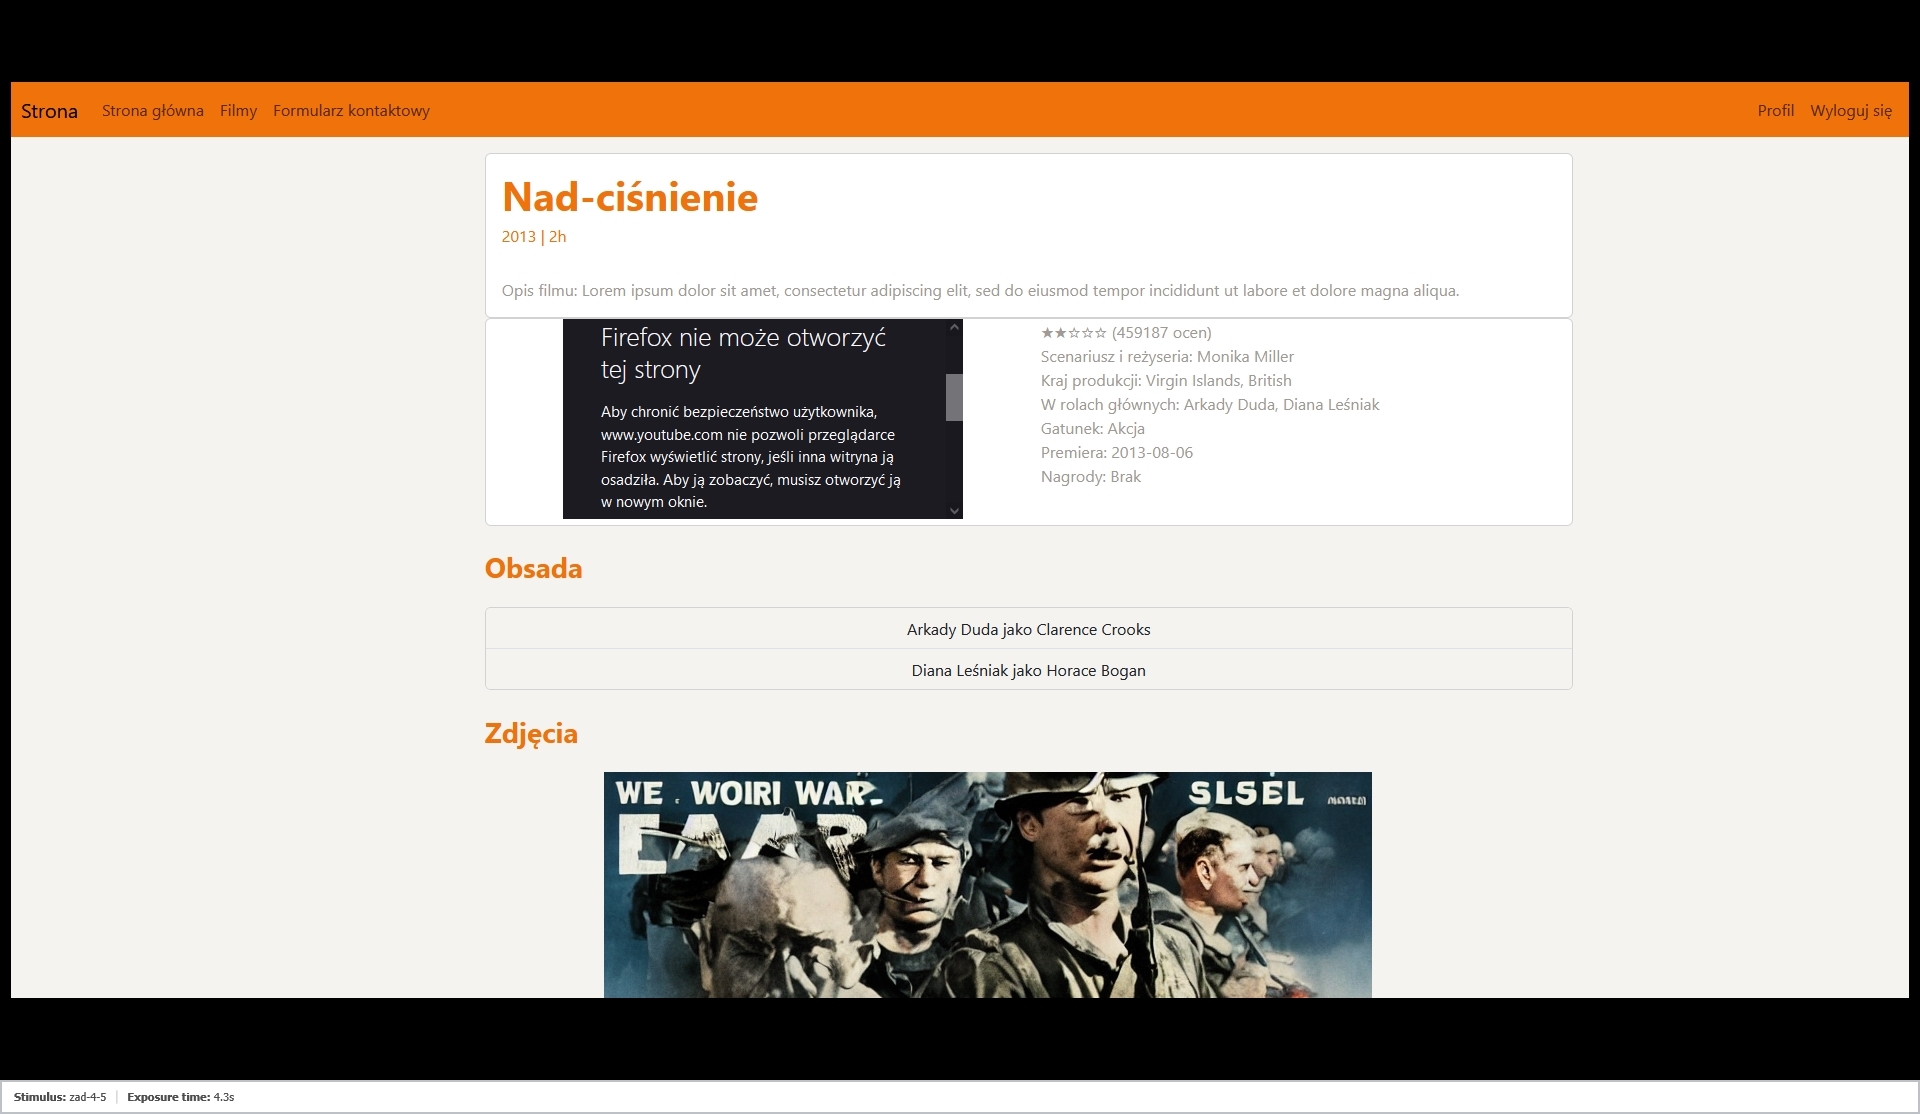 Strona Strona główna Filmy Formularz kontaktowy Profil Wyloguj się
Nad-ciśnienie
2013 | 2h
Opis filmu: Lorem ipsum dolor sit amet, consectetur adipiscing elit, sed do eiusmod tempor incididunt ut labore et dolore magna aliqua.
Firefox nie może otworzyć
tej strony
Aby chronić bezpieczeństwo użytkownika,
www.youtube.com nie pozwoli przeglądarce
Firefox wyświetlić strony, jeśli inna witryna ją
osadziła. Aby ją zobaczyć, musisz otworzyć ją
w nowym oknie.
★★☆☆☆ (459187 ocen)
Scenariusz i reżyseria: Monika Miller
Kraj produkcji: Virgin Islands, British
W rolach głównych: Arkady Duda, Diana Leśniak
Gatunek: Akcja
Premiera: 2013-08-06
Nagrody: Brak
Obsada
Arkady Duda jako Clarence Crooks
Diana Leśniak jako Horace Bogan
Zdjęcia
WE WOIRI WAR SLSEL
EAAR
Stimulus: zad-4-5 | Exposure time: 4.3s